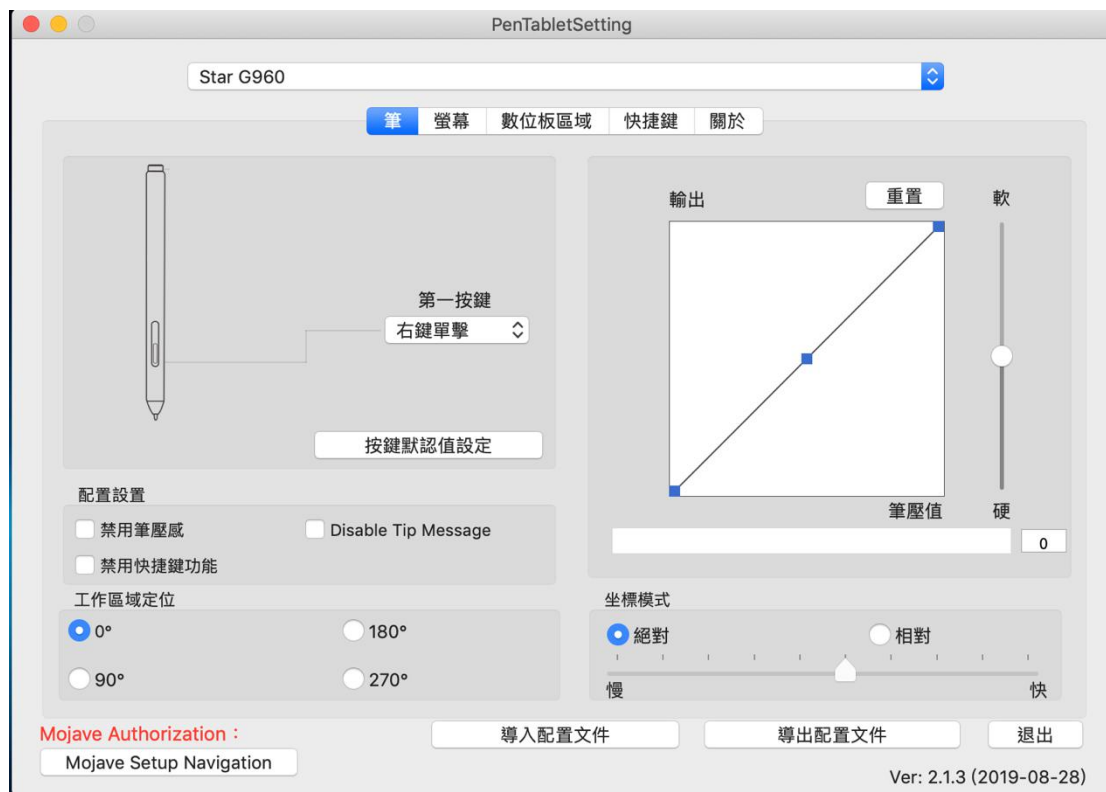 PenTabletSetting
Star G960
筆 螢幕 數位板區域 快捷鍵 關於
第一按鍵
右鍵單擊
按鍵默認值設定
輸出 重置 軟
筆壓值 硬
0
配置設置
禁用筆壓感 Disable Tip Message
禁用快捷鍵功能
工作區域定位
0° 180°
90° 270°
坐標模式
絕對 相對
慢 快
Mojave Authorization：
Mojave Setup Navigation
導入配置文件 導出配置文件 退出
Ver: 2.1.3 (2019-08-28)